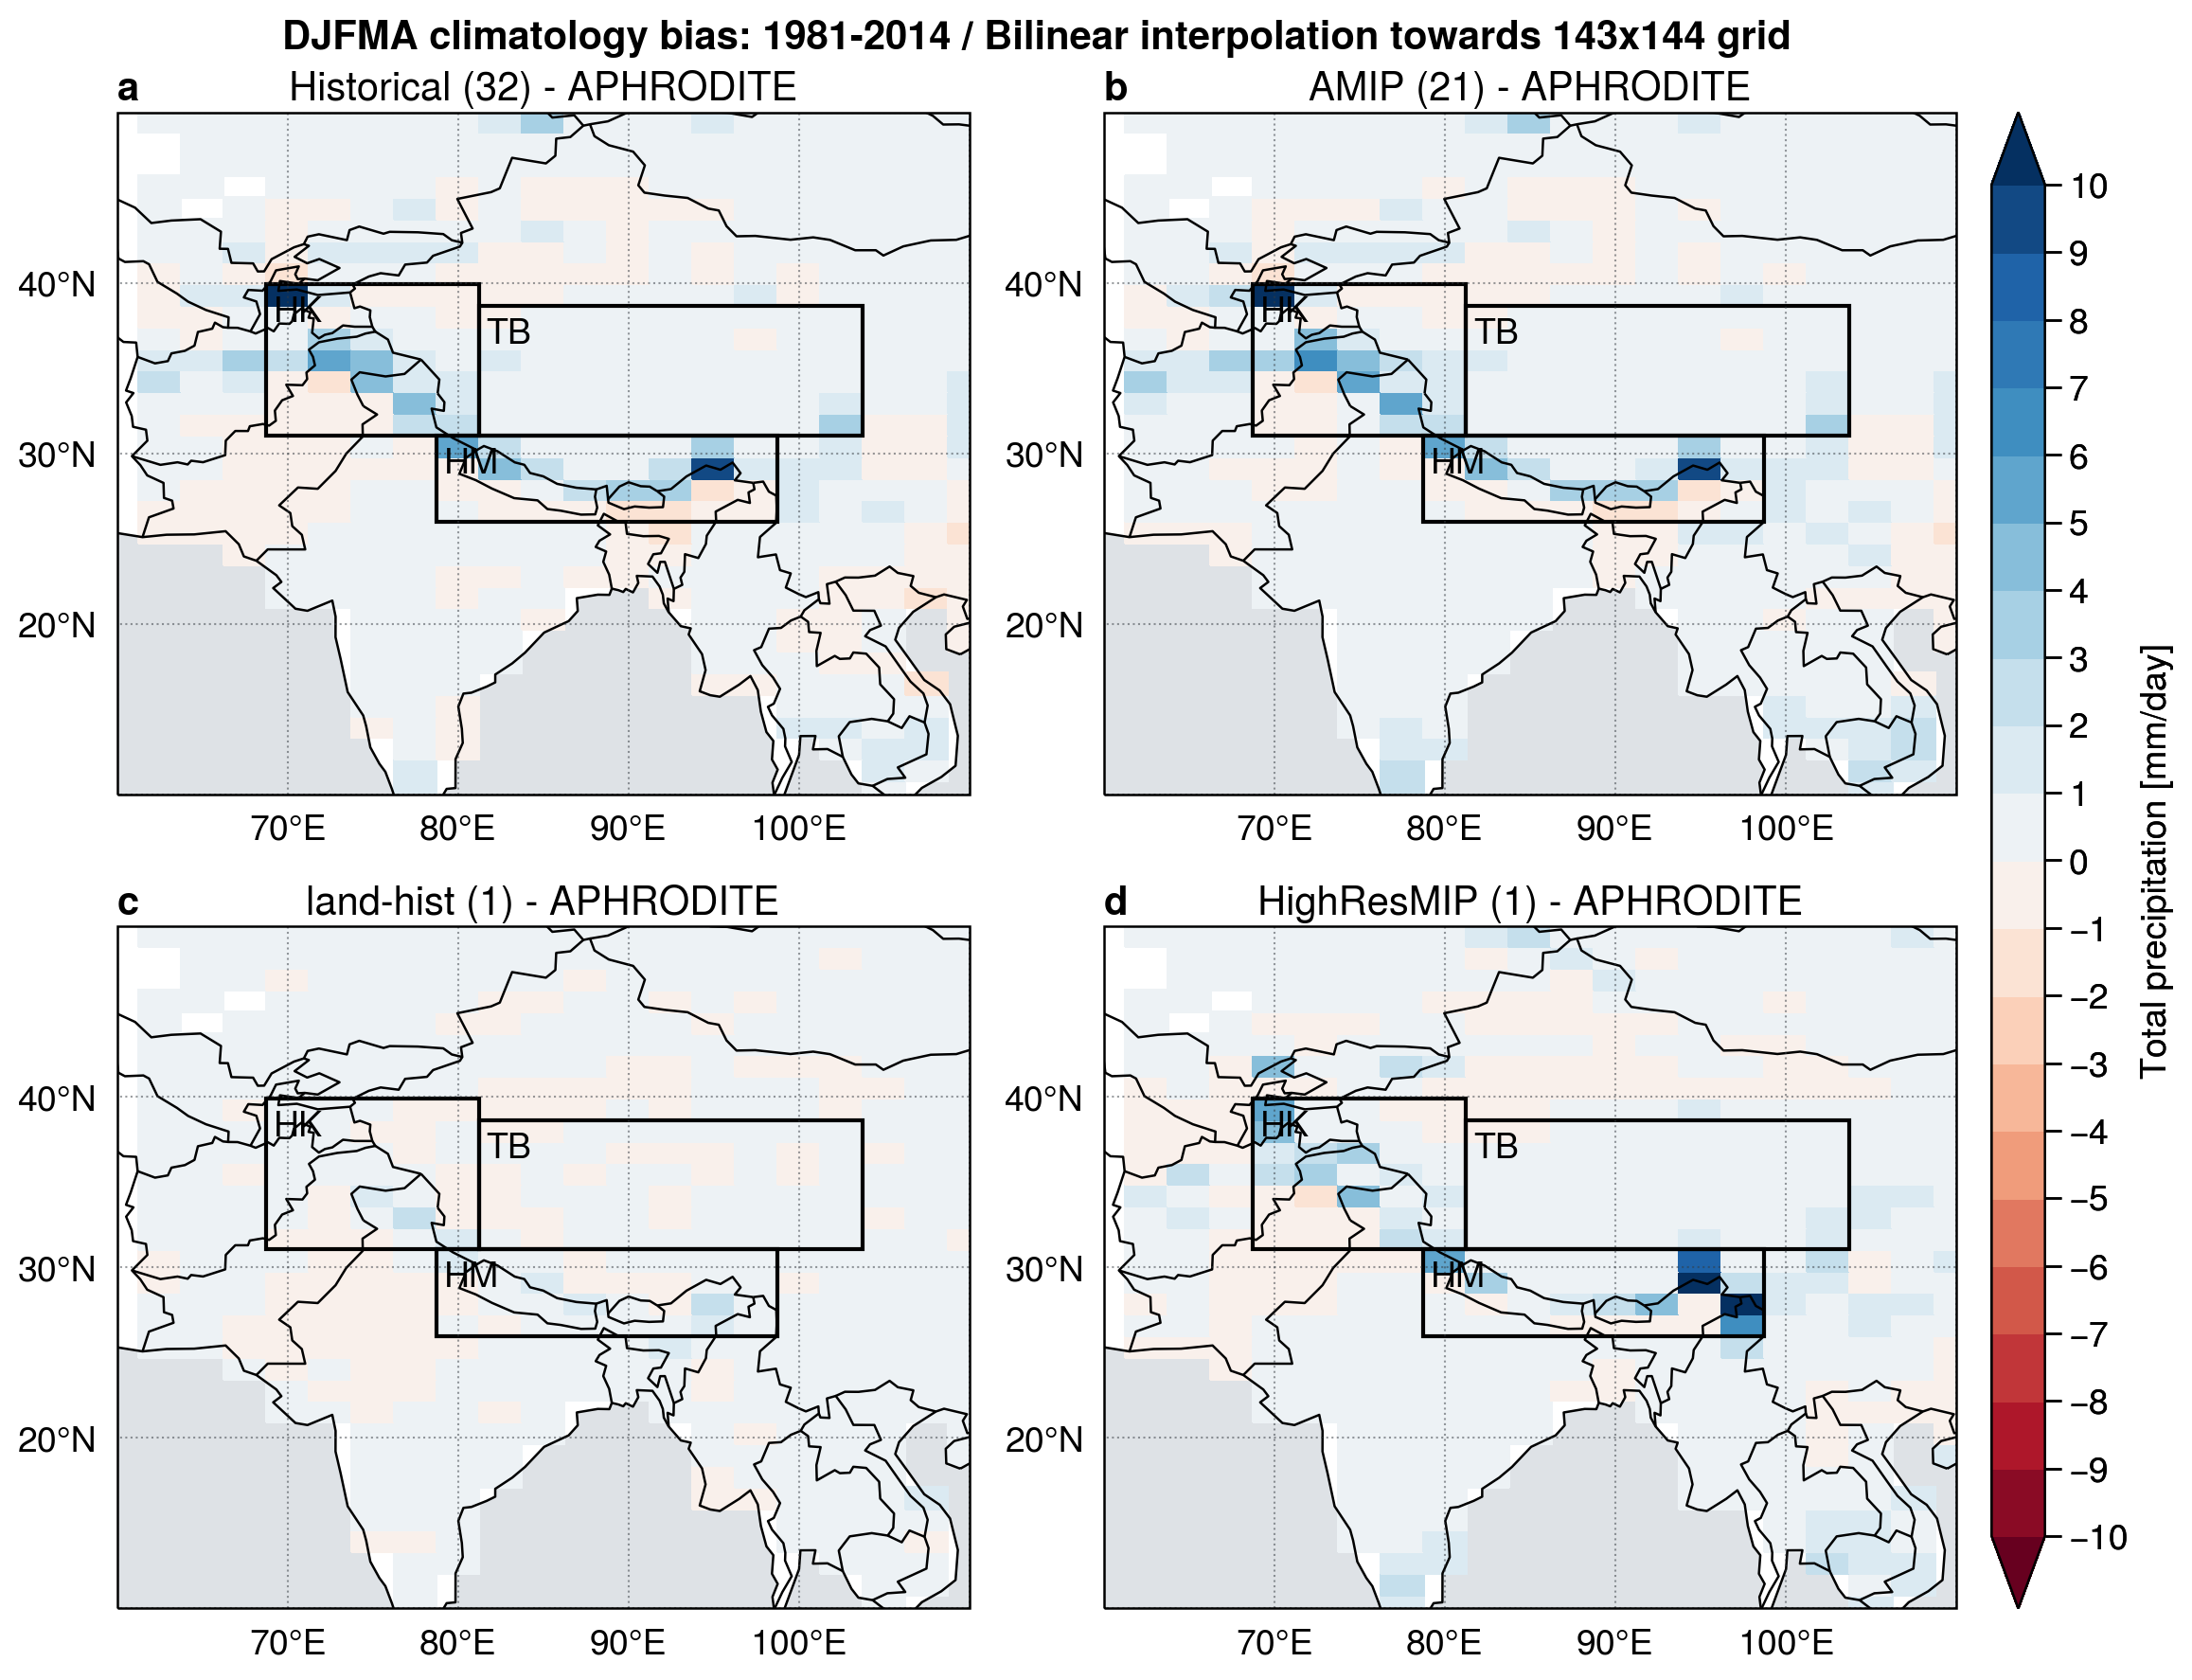 DJFMA climatology bias: 1981-2014 / Bilinear interpolation towards 143x144 grid
a Historical (32) - APHRODITE
b AMIP (21) - APHRODITE
HK
TB
HM
40°N
30°N
20°N
70°E 80°E 90°E 100°E
HK
TB
HM
40°N
30°N
20°N
70°E 80°E 90°E 100°E
c land-hist (1) - APHRODITE
d HighResMIP (1) - APHRODITE
HK
TB
HM
40°N
30°N
20°N
70°E 80°E 90°E 100°E
HK
TB
HM
40°N
30°N
20°N
70°E 80°E 90°E 100°E
10
9
8
7
6
5
4
3
2
1
0
−1
−2
−3
−4
−5
−6
−7
−8
−9
−10
Total precipitation [mm/day]